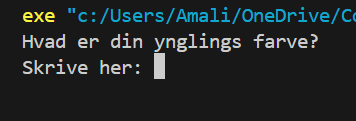 exe "c:/Users/Amali/OneDrive/Co
Hvad er din ynglings farve?
Skrive her: